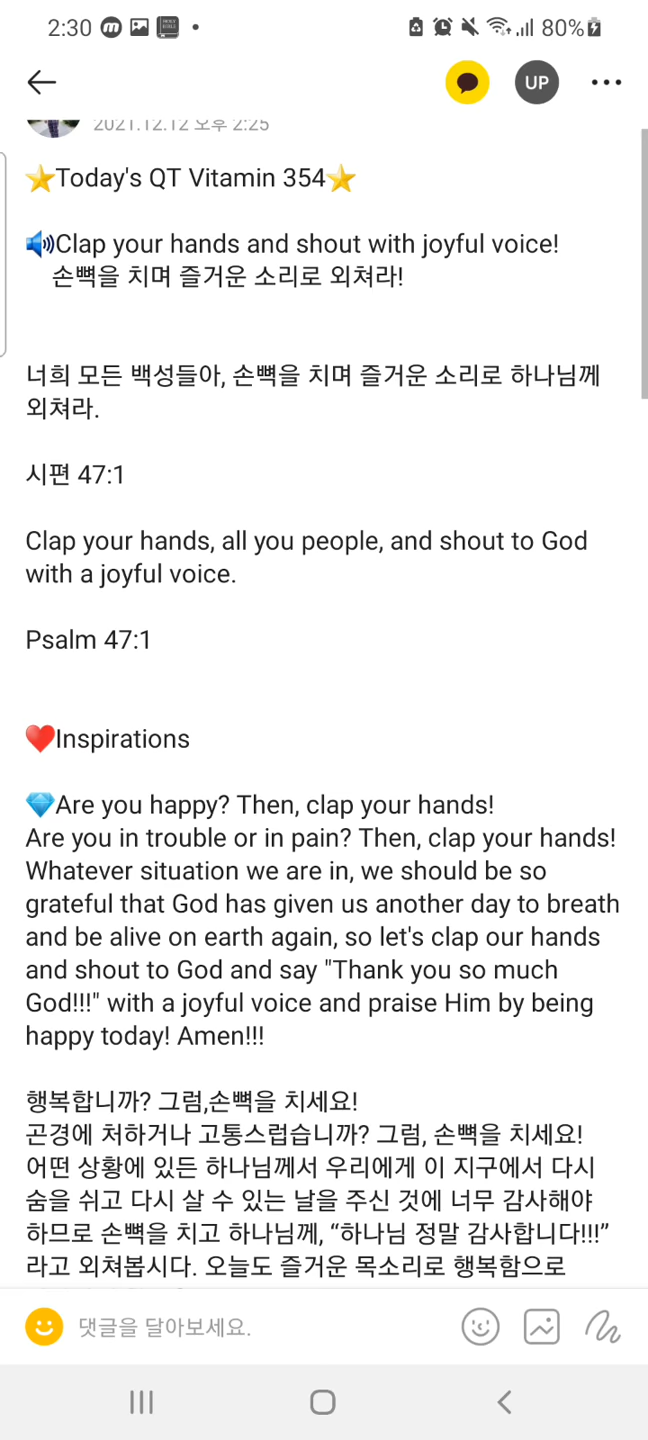 2:30
80%
UP
2021.12.12 오후 2:25
⭐Today's QT Vitamin 354⭐
🔊Clap your hands and shout with joyful voice!
손뼉을 치며 즐거운 소리로 외쳐라!
너희 모든 백성들아, 손뼉을 치며 즐거운 소리로 하나님께
외쳐라.
시편 47:1
Clap your hands, all you people, and shout to God
with a joyful voice.
Psalm 47:1
❤️Inspirations
💎Are you happy? Then, clap your hands!
Are you in trouble or in pain? Then, clap your hands!
Whatever situation we are in, we should be so
grateful that God has given us another day to breath
and be alive on earth again, so let's clap our hands
and shout to God and say "Thank you so much
God!!!" with a joyful voice and praise Him by being
happy today! Amen!!!
행복합니까? 그럼,손뼉을 치세요!
곤경에 처하거나 고통스럽습니까? 그럼, 손뼉을 치세요!
어떤 상황에 있든 하나님께서 우리에게 이 지구에서 다시
숨을 쉬고 다시 살 수 있는 날을 주신 것에 너무 감사해야
하므로 손뼉을 치고 하나님께, “하나님 정말 감사합니다!!!”
라고 외쳐봅시다. 오늘도 즐거운 목소리로 행복함으로
댓글을 달아보세요.